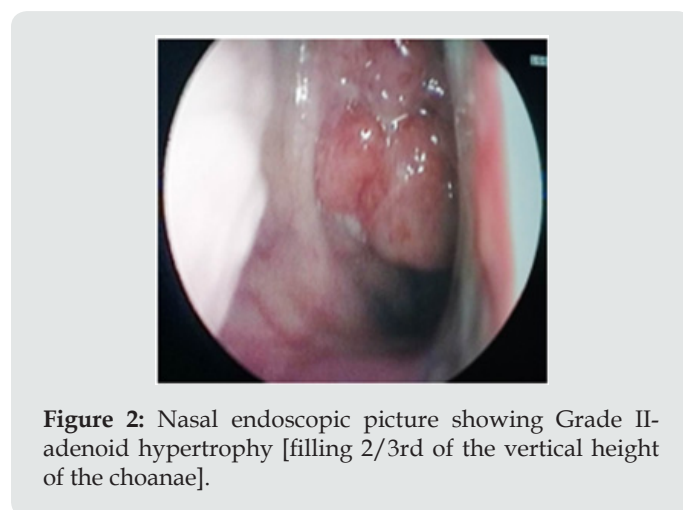 Figure 2: Nasal endoscopic picture showing Grade II-
adenoid hypertrophy [filling 2/3rd of the vertical height
of the choanae].